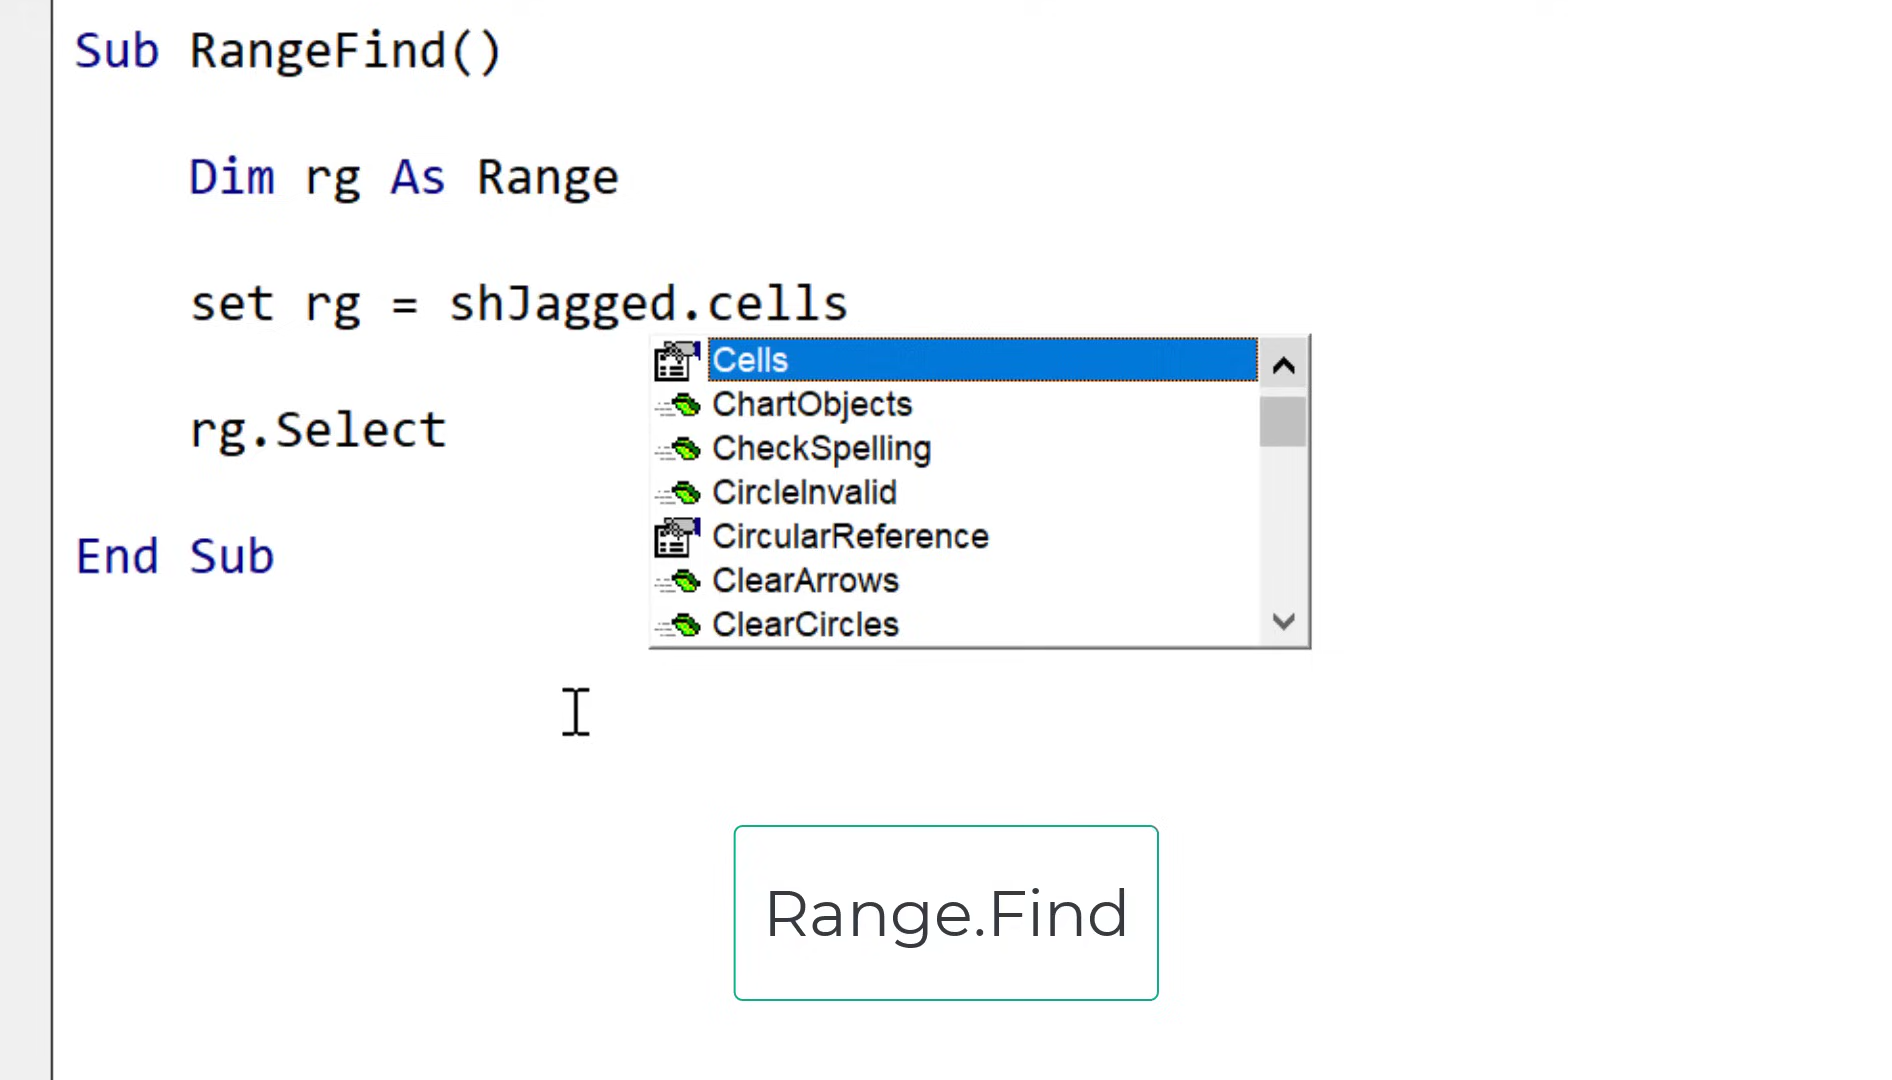 Sub RangeFind()
Dim rg As Range
set rg = shJagged.cells
Cells
ChartObjects
CheckSpelling
CircleInvalid
CircularReference
ClearArrows
ClearCircles
rg.Select
End Sub
Range.Find